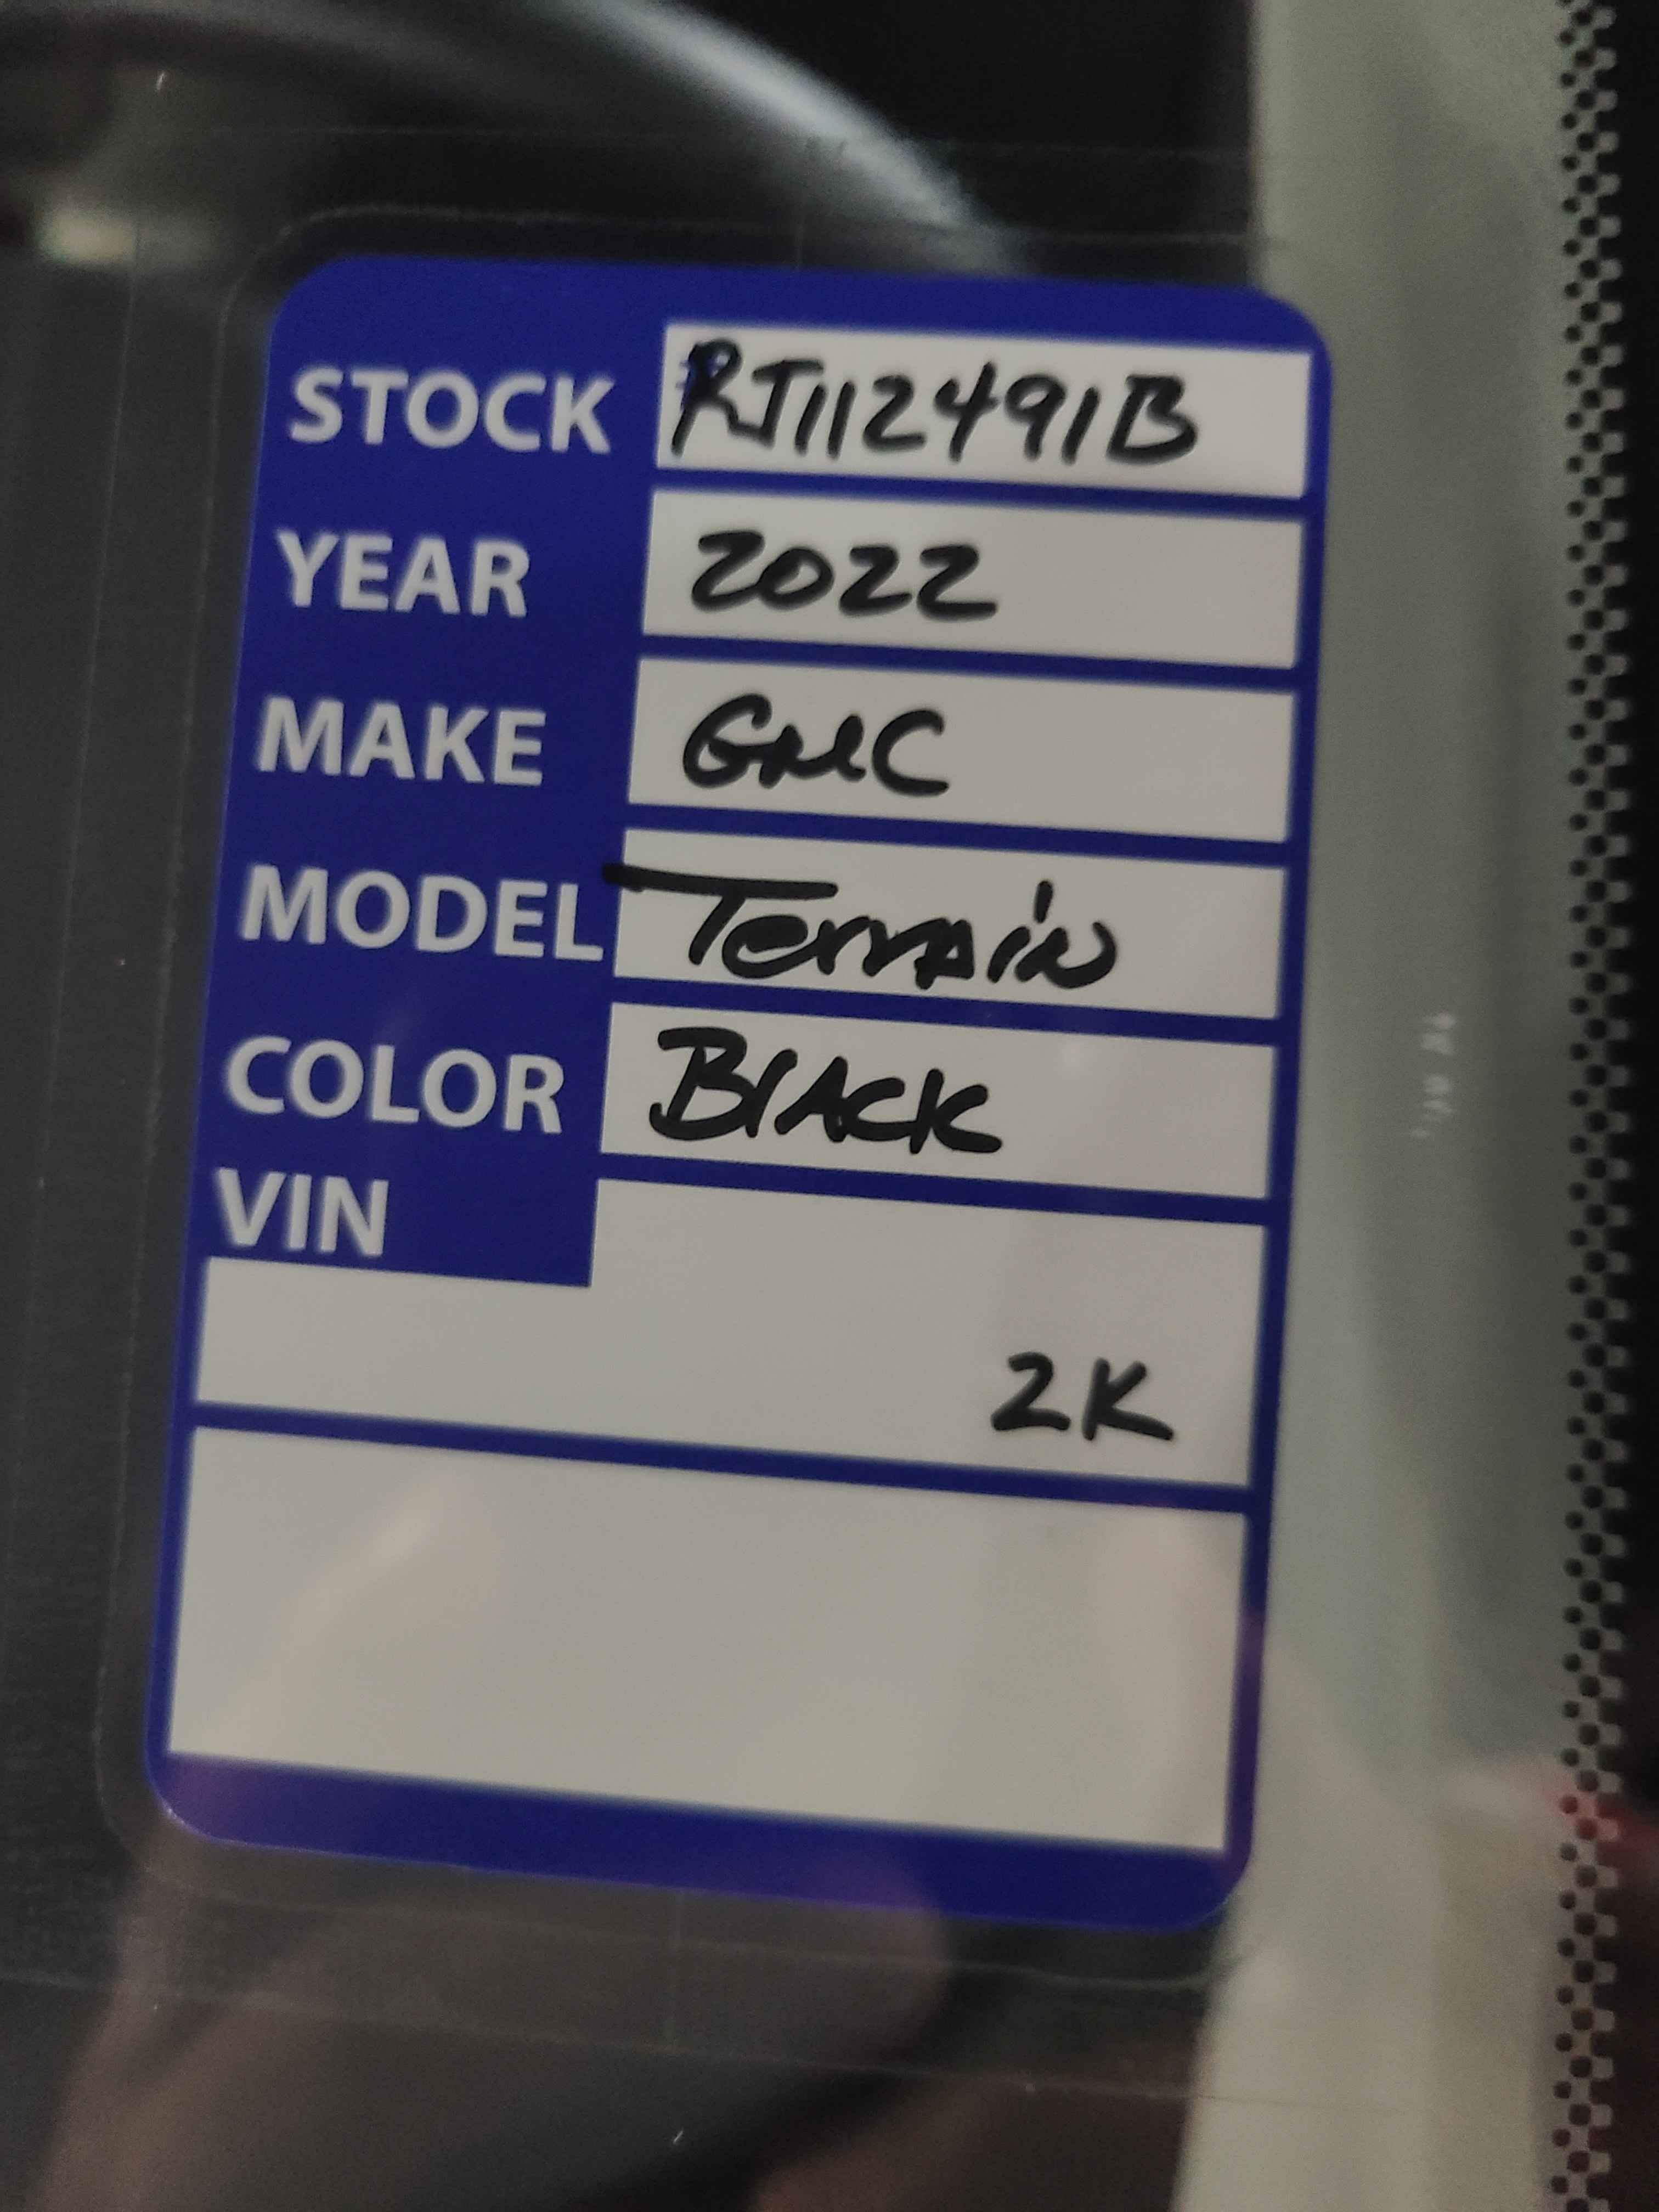 STOCK RJ112491B
YEAR 2022
MAKE GMC
MODEL Terrain
COLOR BlACK
VIN
2K